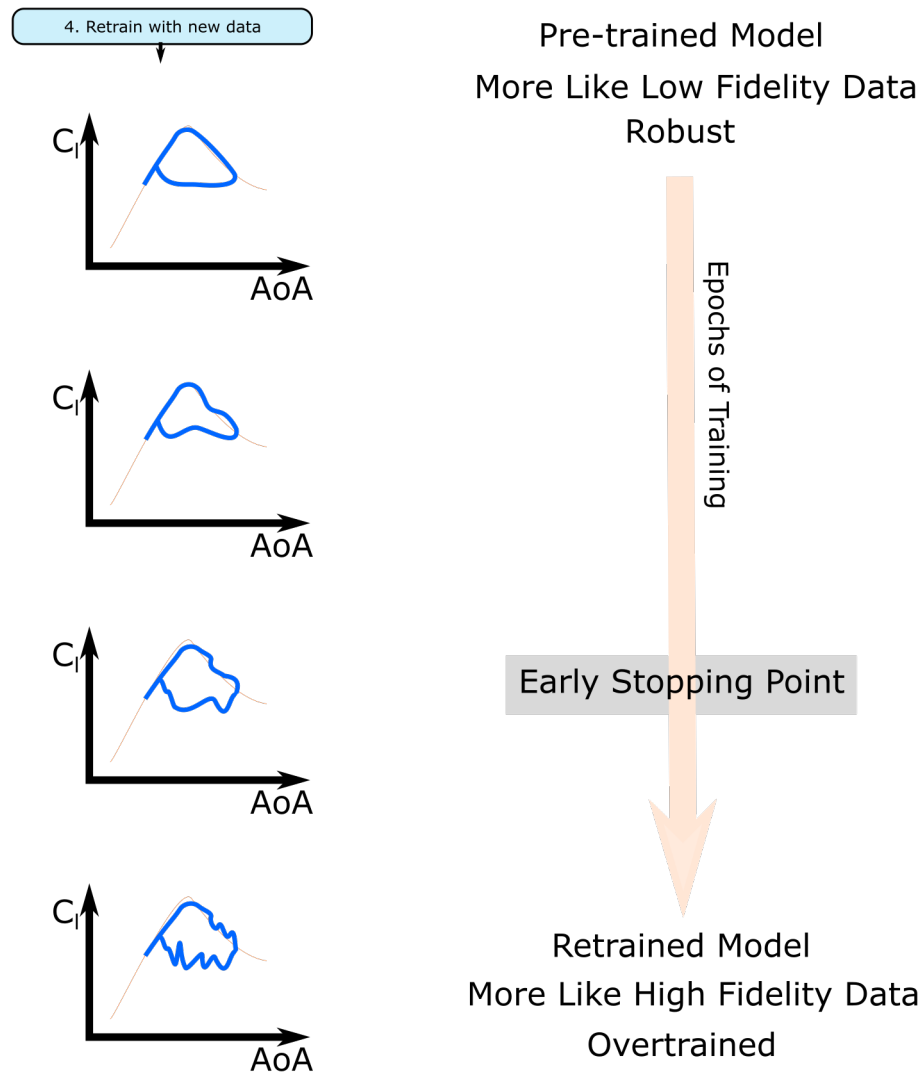 4. Retrain with new data
Pre-trained Model
More Like Low Fidelity Data
Robust
Cl
AoA
Epochs of Training
Cl
AoA
Cl
AoA
Early Stopping Point
Cl
AoA
Retrained Model
More Like High Fidelity Data
Overtrained